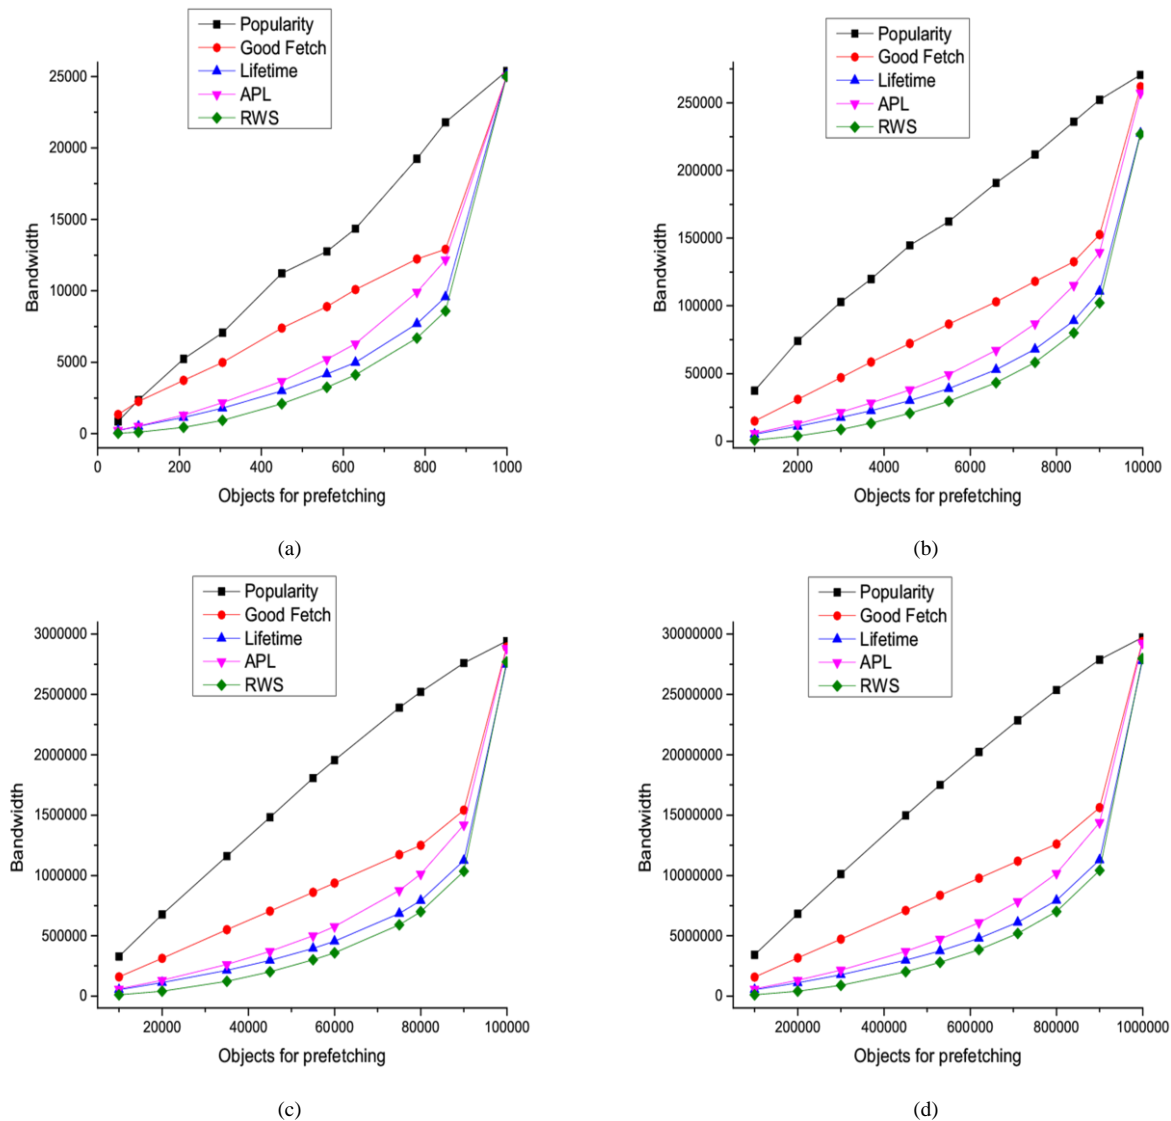 Popularity
Good Fetch
Lifetime
APL
RWS
25000
20000
15000
10000
5000
0
Bandwidth
0 200 400 600 800 1000
Objects for prefetching
(a)
Popularity
Good Fetch
Lifetime
APL
RWS
250000
200000
150000
100000
50000
0
Bandwidth
2000 4000 6000 8000 10000
Objects for prefetching
(b)
Popularity
Good Fetch
Lifetime
APL
RWS
3000000
2500000
2000000
1500000
1000000
500000
0
Bandwidth
20000 40000 60000 80000 100000
Objects for prefetching
(c)
Popularity
Good Fetch
Lifetime
APL
RWS
30000000
25000000
20000000
15000000
10000000
5000000
0
Bandwidth
200000 400000 600000 800000 1000000
Objects for prefetching
(d)